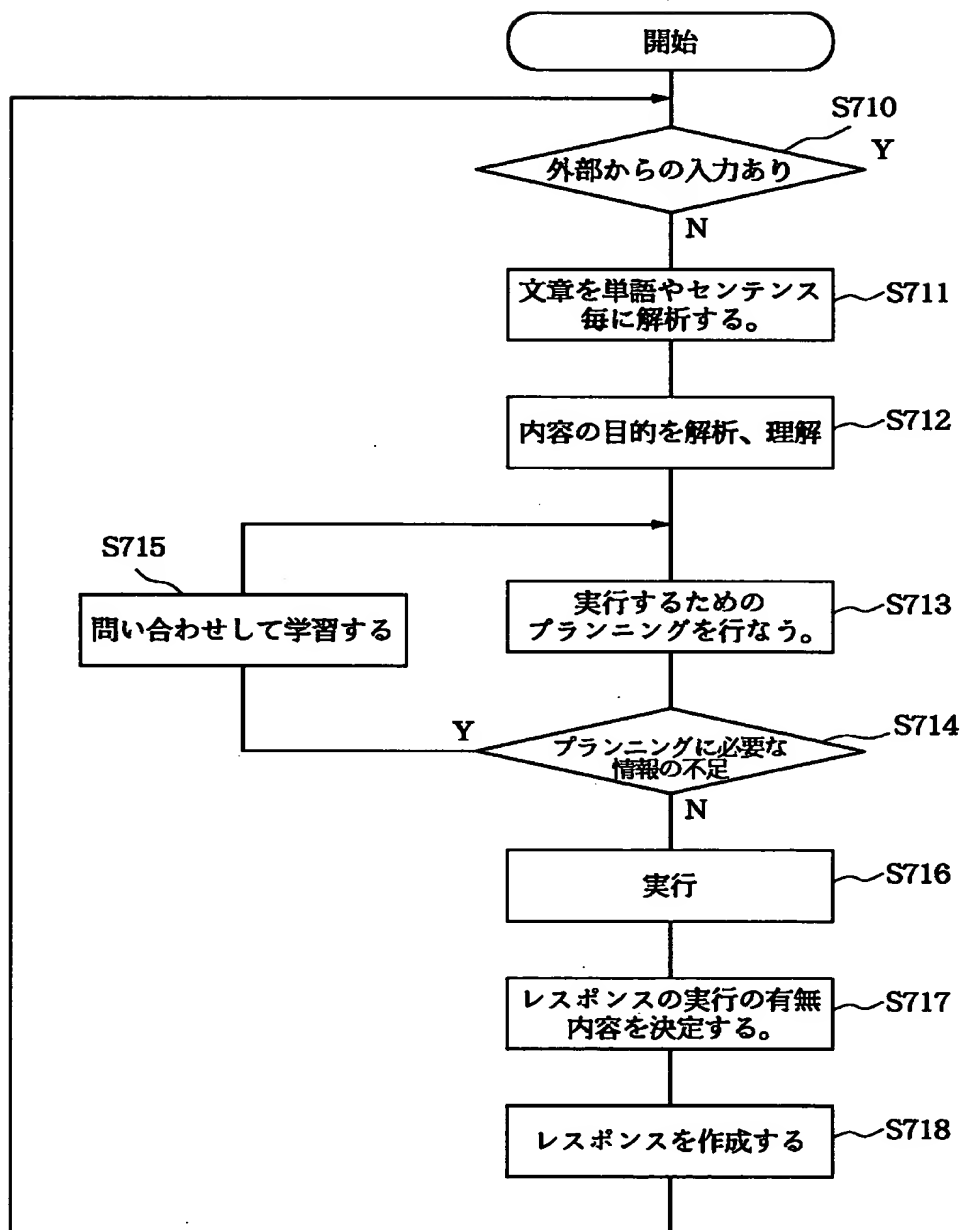 開始
S710
外部からの入力あり
Y
N
文章を単語やセンテンス
毎に解析する。
S711
内容の目的を解析、理解
S712
S715
問い合わせして学習する
実行するための
プランニングを行なう。
S713
Y
プランニングに必要な
情報の不足
S714
N
実行
S716
レスポンスの実行の有無
内容を決定する。
S717
レスポンスを作成する
S718